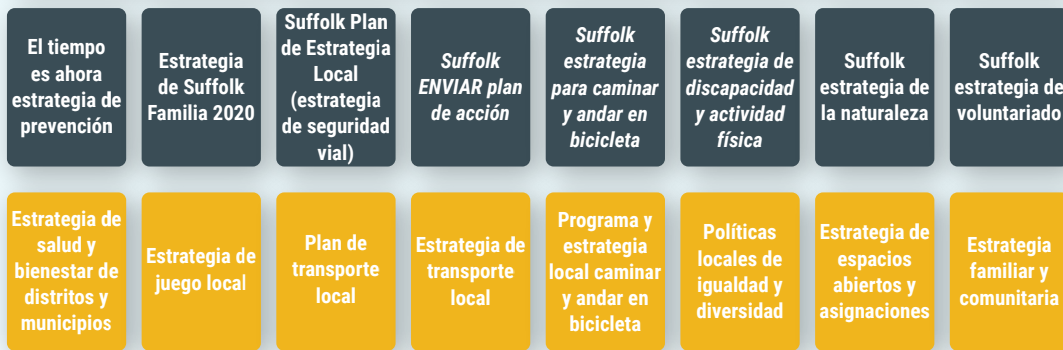 El tiempo
es ahora
estrategia de
prevención
Estrategia
de Suffolk
Familia 2020
Suffolk Plan
de Estrategia
Local
(estrategia
de seguridad
vial)
Suffolk
ENVIAR plan
de acción
Suffolk
estrategia
para caminar
y andar en
bicicleta
Suffolk
estrategia de
discapacidad
y actividad
física
Suffolk
estrategia de
la naturaleza
Suffolk
estrategia de
voluntariado
Estrategia de
salud y
bienestar de
distritos y
municipios
Estrategia de
juego local
Plan de
transporte
local
Estrategia de
transporte
local
Programa y
estrategia
local caminar
y andar en
bicicleta
Políticas
locales de
igualdad y
diversidad
Estrategia de
espacios
abiertos y
asignaciones
Estrategia
familiar y
comunitaria